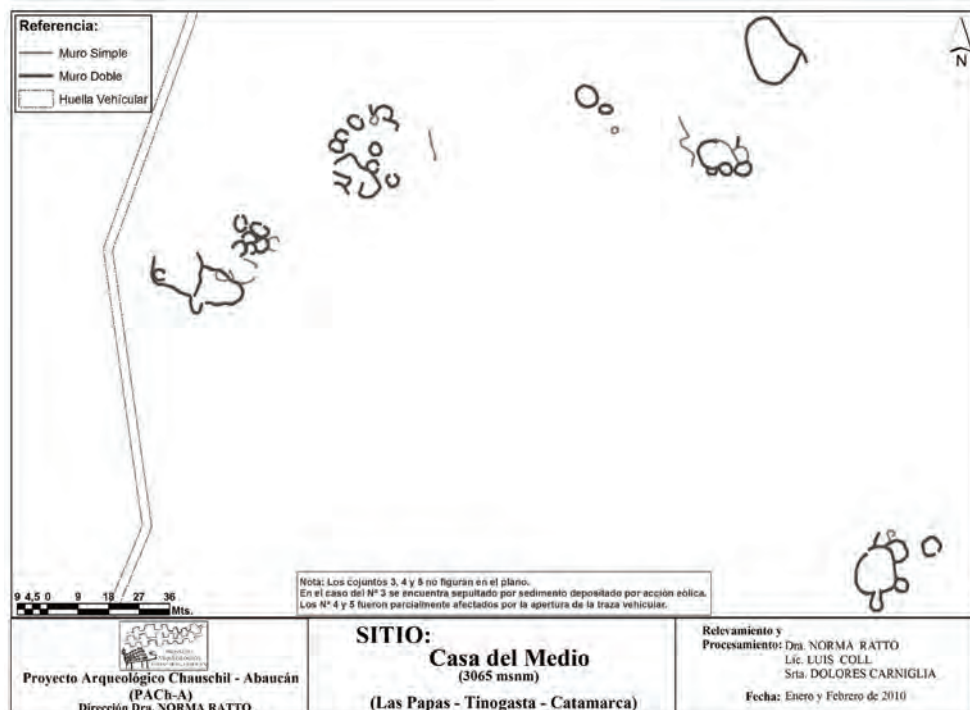 Referencia:
Muro Simple
Muro Doble
Huella Vehícular
N
9 4,5 0 9 18 27 36
Mts.
Nota: Los cojuntos 3, 4 y 5 no figuran en el plano.
En el caso del Nº 3 se encuentra sepultado por sedimento depositado por acción eólica.
Los Nº 4 y 5 fueron parcialmente afectados por la apertura de la traza vehicular.
Proyecto Arqueológico Chauschil - Abaucán
(PACh-A)
Dirección Dra. NORMA RATTO
SITIO:
Casa del Medio
(3065 msnm)
(Las Papas - Tinogasta - Catamarca)
Relevamiento y
Procesamiento: Dra. NORMA RATTO
Lic. LUIS COLL
Srta. DOLORES CARNIGLIA
Fecha: Enero y Febrero de 2010